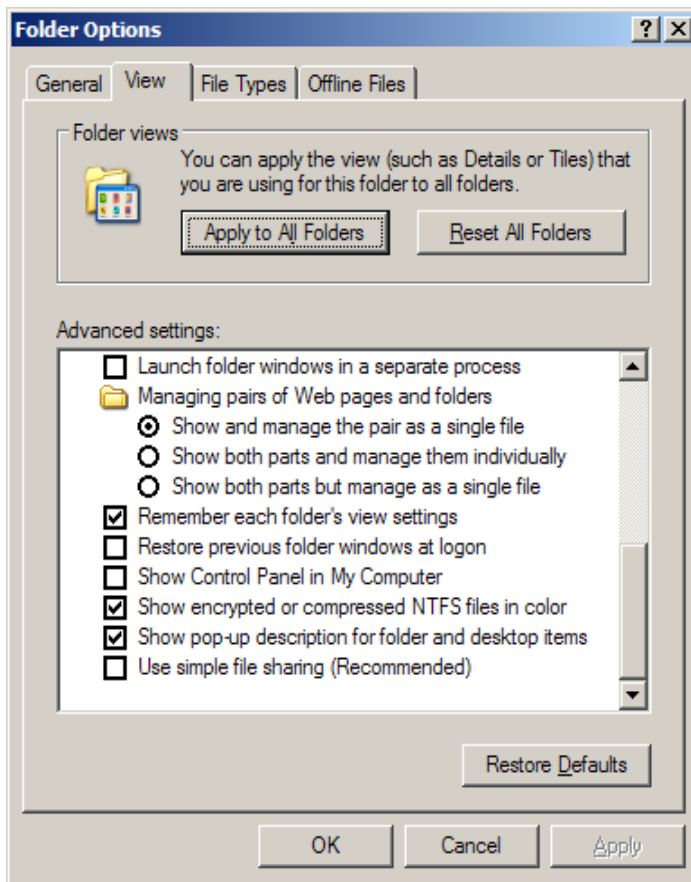 Folder Options
General View File Types Offline Files
Folder views
You can apply the view (such as Details or Tiles) that
you are using for this folder to all folders.
Apply to All Folders Reset All Folders
Advanced settings:
Launch folder windows in a separate process
Managing pairs of Web pages and folders
Show and manage the pair as a single file
Show both parts and manage them individually
Show both parts but manage as a single file
Remember each folder's view settings
Restore previous folder windows at logon
Show Control Panel in My Computer
Show encrypted or compressed NTFS files in color
Show pop-up description for folder and desktop items
Use simple file sharing (Recommended)
Restore Defaults
OK Cancel Apply